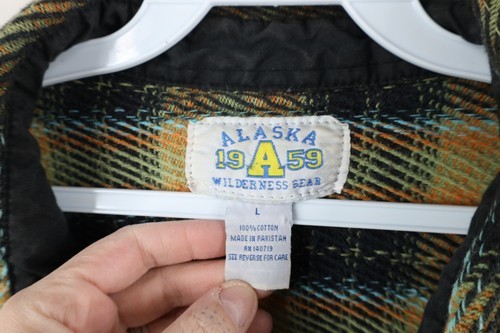 ALASKA
19 A 59
WILDERNESS GEAR
L
100% COTTON
MADE IN PAKISTAN
RN 140719
SEE REVERSE FOR CARE